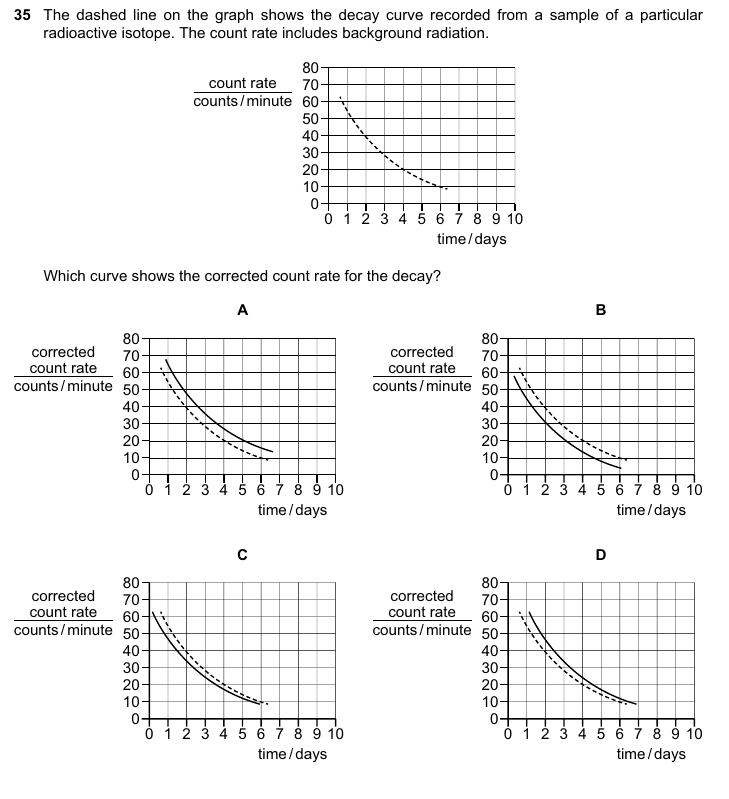 35 The dashed line on the graph shows the decay curve recorded from a sample of a particular
radioactive isotope. The count rate includes background radiation.
count rate
counts / minute
80
70
60
50
40
30
20
10
0
0 1 2 3 4 5 6 7 8 9 10
time / days
Which curve shows the corrected count rate for the decay?
A
corrected
count rate
counts / minute
80
70
60
50
40
30
20
10
0
0 1 2 3 4 5 6 7 8 9 10
time / days
B
corrected
count rate
counts / minute
80
70
60
50
40
30
20
10
0
0 1 2 3 4 5 6 7 8 9 10
time / days
C
corrected
count rate
counts / minute
80
70
60
50
40
30
20
10
0
0 1 2 3 4 5 6 7 8 9 10
time / days
D
corrected
count rate
counts / minute
80
70
60
50
40
30
20
10
0
0 1 2 3 4 5 6 7 8 9 10
time / days